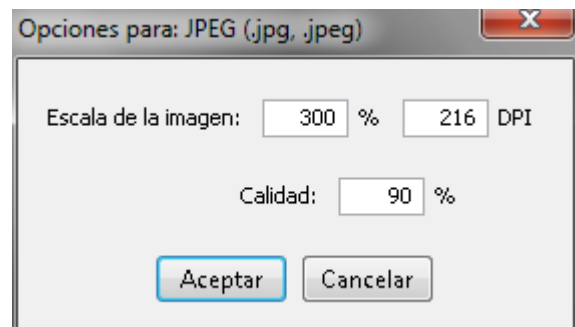 Opciones para: JPEG (.jpg, .jpeg)
Escala de la imagen: 300 % 216 DPI
Calidad: 90 %
Aceptar Cancelar